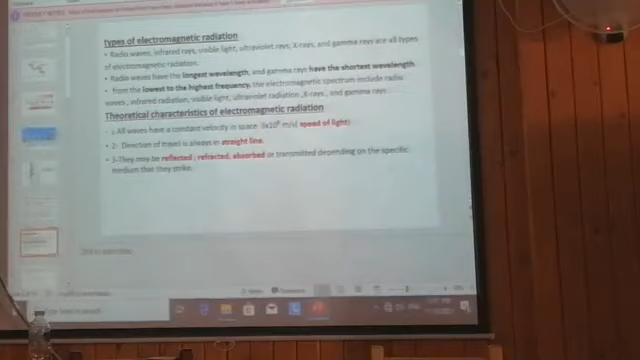 types of electromagnetic radiation
• Radio waves, infrared rays, visible light, ultraviolet rays, X-rays, and gamma rays are all types
of electromagnetic radiation.
• Radio waves have the longest wavelength, and gamma rays have the shortest wavelength.
• from the lowest to the highest frequency, the electromagnetic spectrum include radio
waves, infrared radiation, visible light, ultraviolet radiation, X-rays, and gamma rays
Theoretical characteristics of electromagnetic radiation
1-All waves have a constant velocity in space m/s( speed of light)
2- Direction of travel is always in straight line.
3-They may be reflected, refracted, absorbed or transmitted depending on the specific
medium that they strike.
Click to add notes